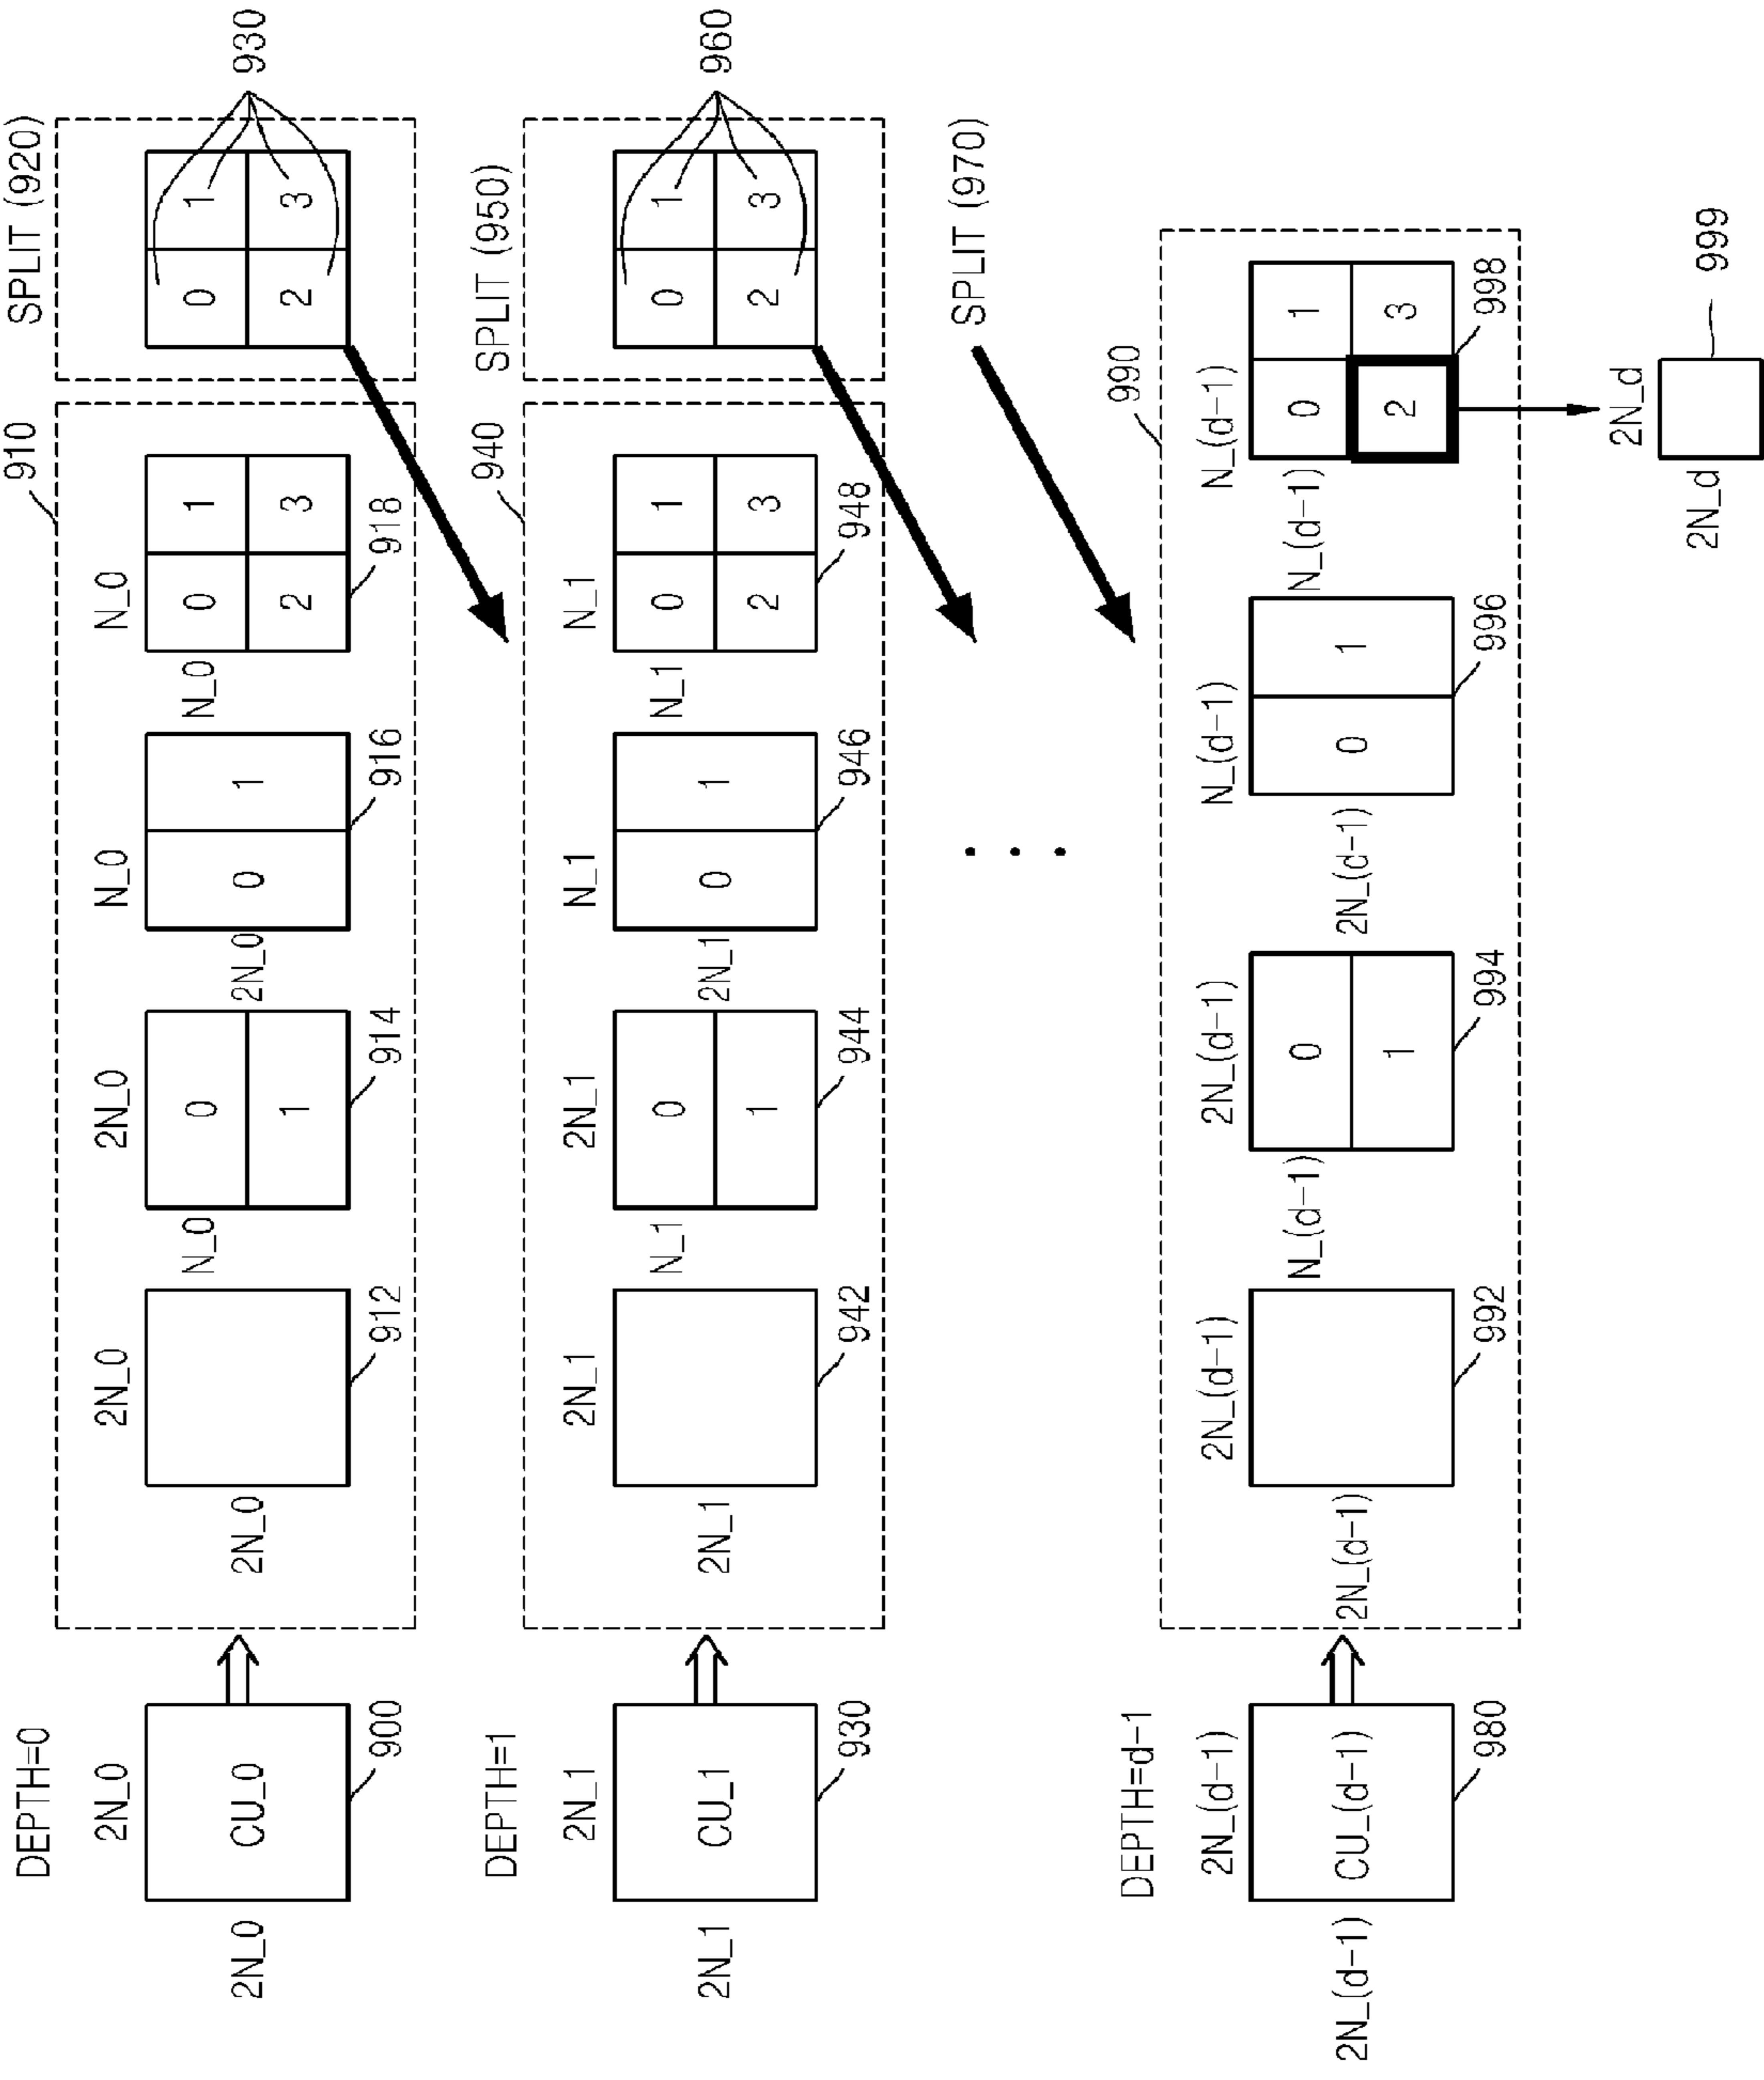 DEPTH=0
2N_0
2N_0
CU_0
900
910
2N_0
2N_0
912
2N_0
N_0
0
1
914
N_0
2N_0
0
1
916
N_0
N_0
0
1
2
3
918
SPLIT (920)
0
1
2
3
930
DEPTH=1
2N_1
2N_1
CU_1
930
940
2N_1
2N_1
942
2N_1
N_1
0
1
944
N_1
2N_1
0
1
946
N_1
N_1
0
1
2
3
948
SPLIT (950)
0
1
2
3
960
SPLIT (970)
DEPTH=d-1
2N_(d-1)
2N_(d-1)
CU_(d-1)
980
990
2N_(d-1)
2N_(d-1)
992
2N_(d-1)
N_(d-1)
0
1
994
N_(d-1)
2N_(d-1)
0
1
996
N_(d-1)
N_(d-1)
0
1
2
3
998
2N_d
2N_d
999